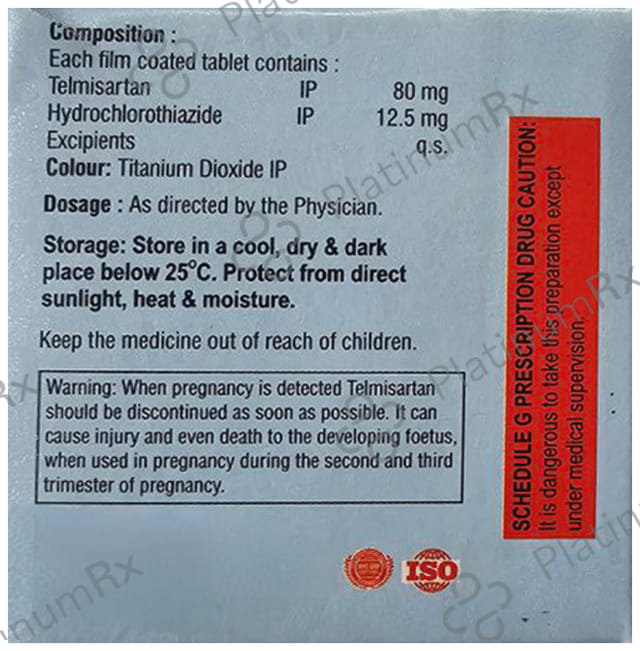 Composition :
Each film coated tablet contains :
Telmisartan IP 80 mg
Hydrochlorothiazide IP 12.5 mg
Excipients q.s.
Colour: Titanium Dioxide IP
Dosage : As directed by the Physician.
Storage: Store in a cool, dry & dark
place below 25°C. Protect from direct
sunlight, heat & moisture.
Keep the medicine out of reach of children.
Warning: When pregnancy is detected Telmisartan
should be discontinued as soon as possible. It can
cause injury and even death to the developing foetus,
when used in pregnancy during the second and third
trimester of pregnancy.
SCHEDULE G PRESCRIPTION DRUG CAUTION:
It is dangerous to take this preparation except
under medical supervision.
ISO
PlatinumRx
PlatinumRx
PlatinumRx